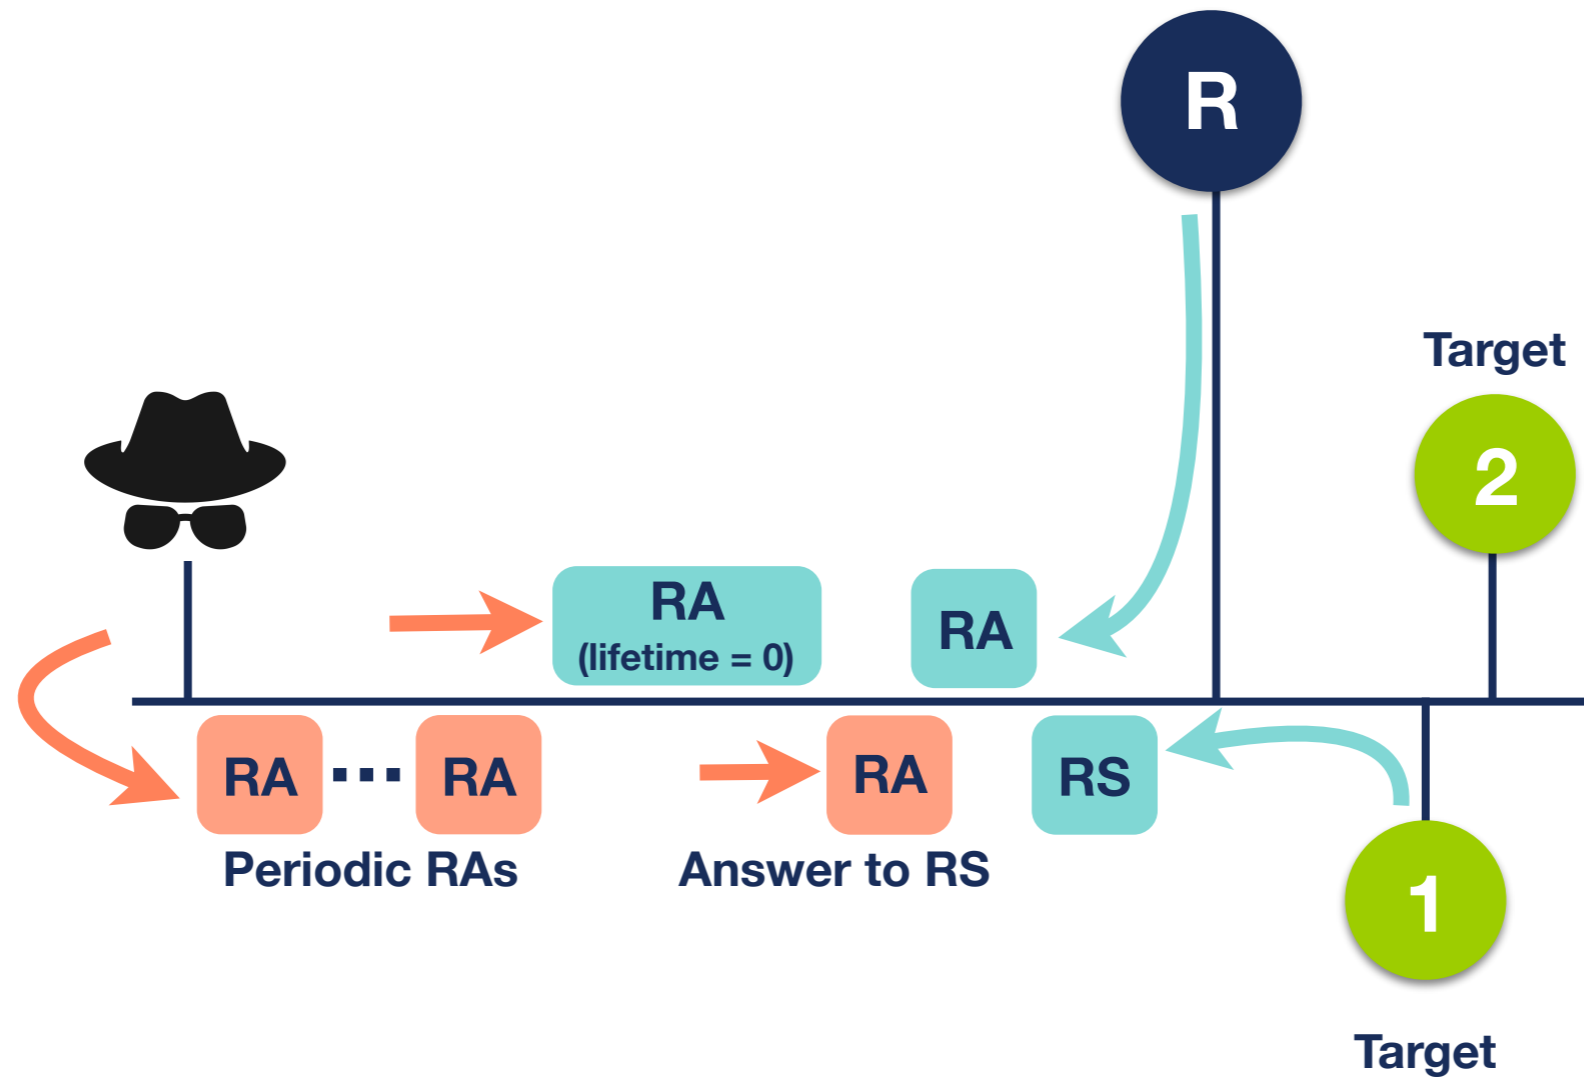 R
Target
2
RA
(lifetime = 0)
RA
RA ... RA
RA
RS
Periodic RAs
Answer to RS
1
Target